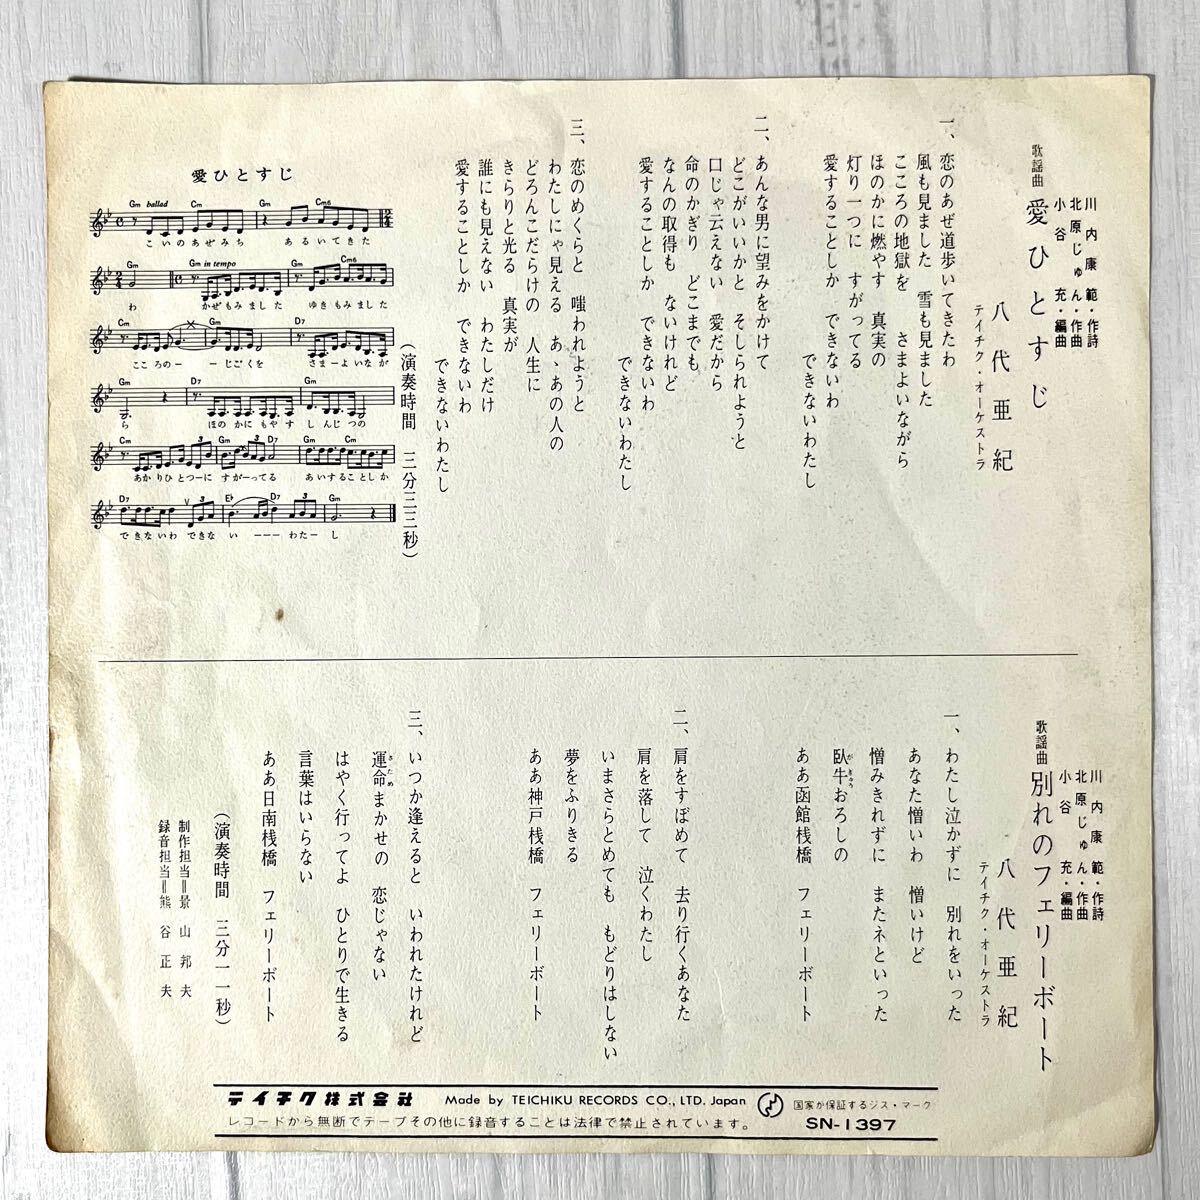 歌謡曲
愛ひとすじ
川内康範・作詩
北原じゅん・作曲
小谷充・編曲
八代亜紀
テイチク・オーケストラ
一、恋のあぜ道歩いてきたわ
風も見ました 雪も見ました
こころの地獄を さまよいながら
ほのかに燃やす 真実の
灯り一つに すがってる
愛することしか できないわ
できないわたし
二、あんな男に望みをかけて
どこがいいかと そしられようと
口じゃ云えない 愛だから
命のかぎり どこまでも
なんの取得も ないけれど
愛することしか できないわ
できないわたし
三、恋のめくらと 嗤われようと
わたしにゃ見える あゝあの人の
どろんこだらけの 人生に
きらりと光る 真実が
誰にも見えない わたしだけ
愛することしか できないわ
できないわたし
(演奏時間 三分三三秒)
愛ひとすじ
Gm ballad Cm Gm Cm6
こいのあぜみち あるいてきた
Gm Gm in tempo Gm Cm6
わ かぜもみました ゆきもみました
Cm Gm D7
こころのーーじごくを さまーよいなが
Gm D7 Gm
ら ほのかにもやす しんじつの
Cm Gm D7 Gm Cm
あかりひとつーに すがーってる あいすることしか
D7 Eb D7 Gm
できないわ できな いーーーわたーし
歌謡曲
別れのフェリーボート
川内康範・作詩
北原じゅん・作曲
小谷充・編曲
八代亜紀
テイチク・オーケストラ
一、わたし泣かずに 別れをいった
あなた憎いわ 憎いけど
憎みきれずに またネといった
臥牛おろしの
がぎゅう
ああ函館桟橋 フェリーボート
二、肩をすぼめて 去り行くあなた
肩を落して 泣くわたし
いまさらとめても もどりはしない
夢をふりきる
ああ神戸桟橋 フェリーボート
三、いつか逢えると いわれたけれど
運命まかせの 恋じゃない
さだめ
はやく行ってよ ひとりで生きる
言葉はいらない
ああ日南桟橋 フェリーボート
(演奏時間 三分一一秒)
制作担当＝景山邦夫
録音担当＝熊谷正夫
テイチク株式会社 Made by TEICHIKU RECORDS CO., LTD. Japan 国家が保証するジス・マーク
レコードから無断でテープその他に録音することは法律で禁止されています。 SN-1397